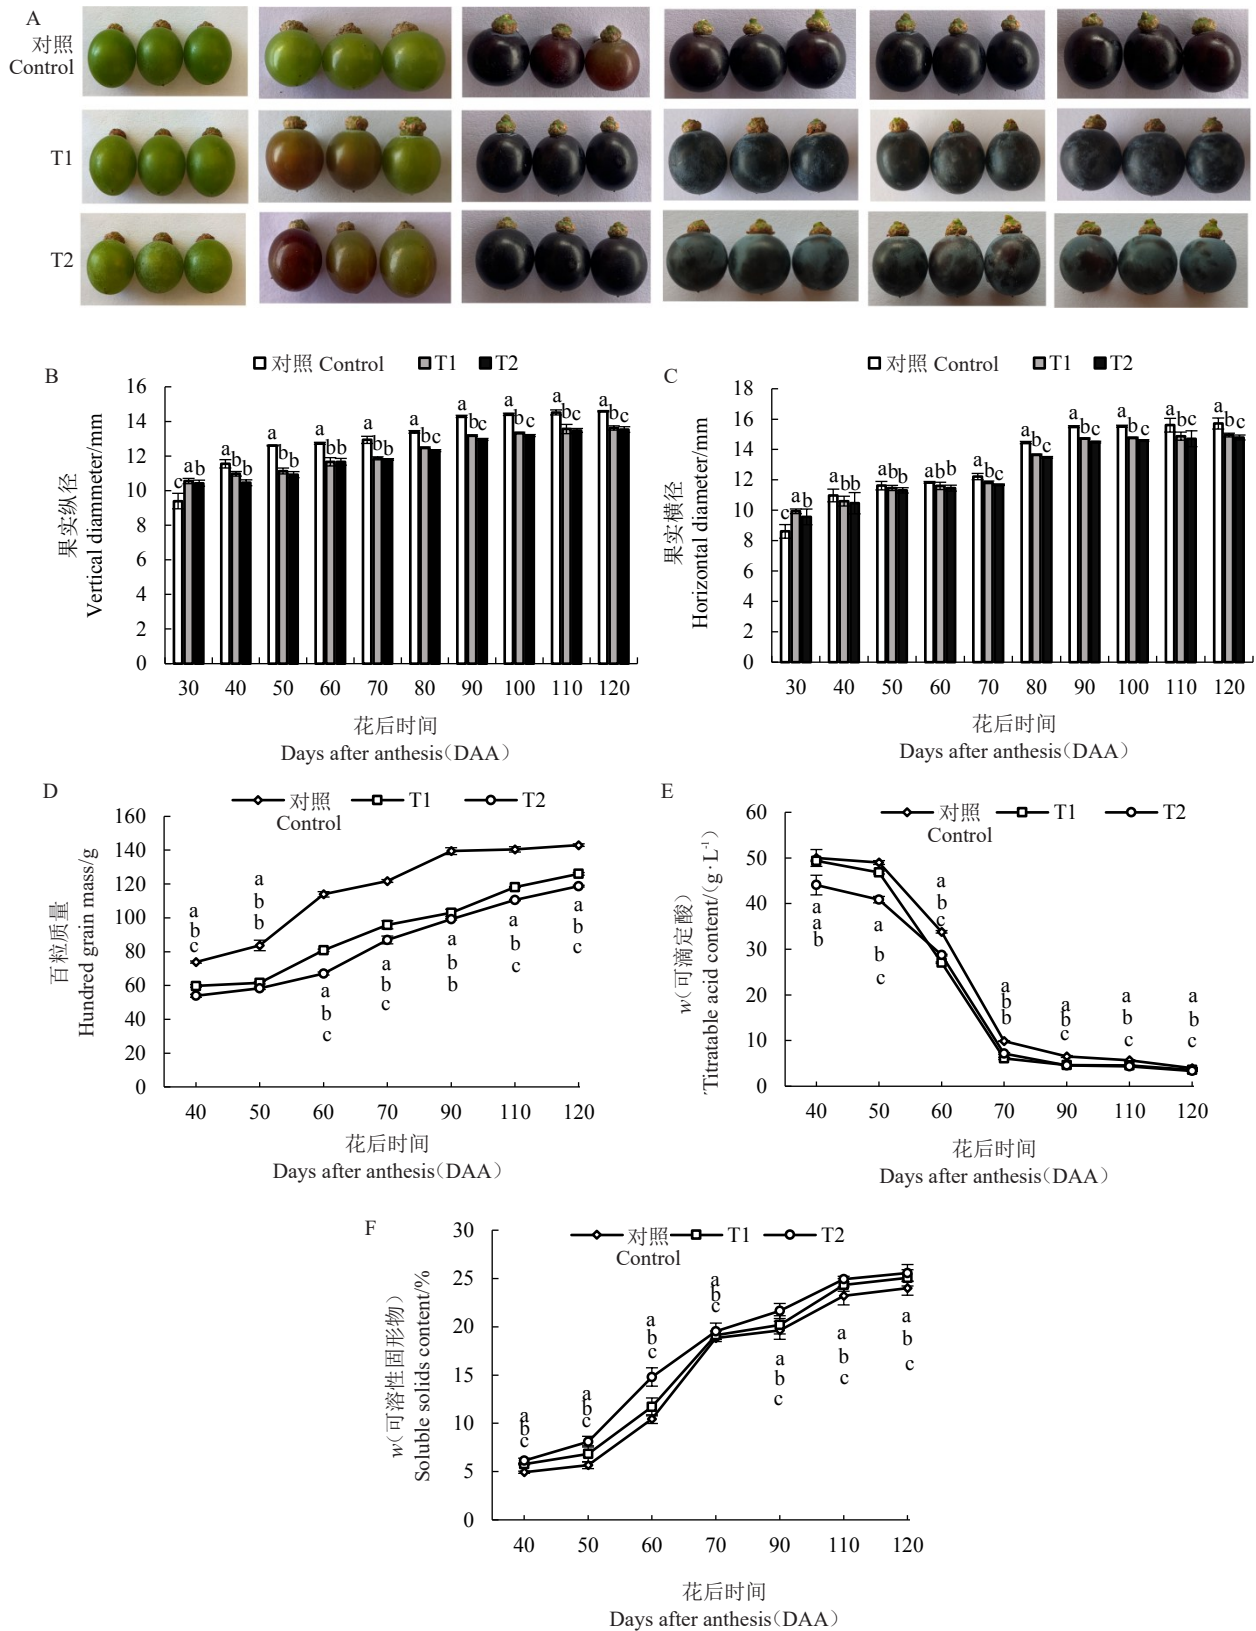 A
对照
Control
T1
T2
B
对照 Control T1 T2
果实纵径
Vertical diammeter/mm
16
14
12
10
8
6
4
2
0
c a b
a b b
a b b
a b b
a b b
a b c
a b c
a b c
a b c
a b c
30 40 50 60 70 80 90 100 110 120
花后时间
Days after anthesis(DAA)
C
对照 Control T1 T2
果实横径
Horizontal diameter/mm
18
16
14
12
10
8
6
4
2
0
c a b
a b b
a b b
a b b
a b b
a b c
a b c
a b c
a b c
a b c
30 40 50 60 70 80 90 100 110 120
花后时间
Days after anthesis(DAA)
D
对照 T1 T2
Control
百粒质量
Hundred grain mass/g
160
140
120
100
80
60
40
20
0
a
b
c
a
b
b
a
b
c
a
b
c
a
b
b
a
b
c
a
b
c
40 50 60 70 90 110 120
花后时间
Days after anthesis(DAA)
E
对照 T1 T2
Control
w(可滴定酸)
Titratable acid content/(g·L⁻¹)
60
50
40
30
20
10
0
a
a
b
a
b
c
a
b
c
a
b
b
a
b
c
a
b
c
a
b
c
40 50 60 70 90 110 120
花后时间
Days after anthesis(DAA)
F
对照 T1 T2
Control
w(可溶性固形物)
Soluble solids content/%
30
25
20
15
10
5
0
a
b
c
a
b
c
a
b
c
a
b
c
a
b
c
a
b
c
a
b
c
40 50 60 70 90 110 120
花后时间
Days after anthesis(DAA)